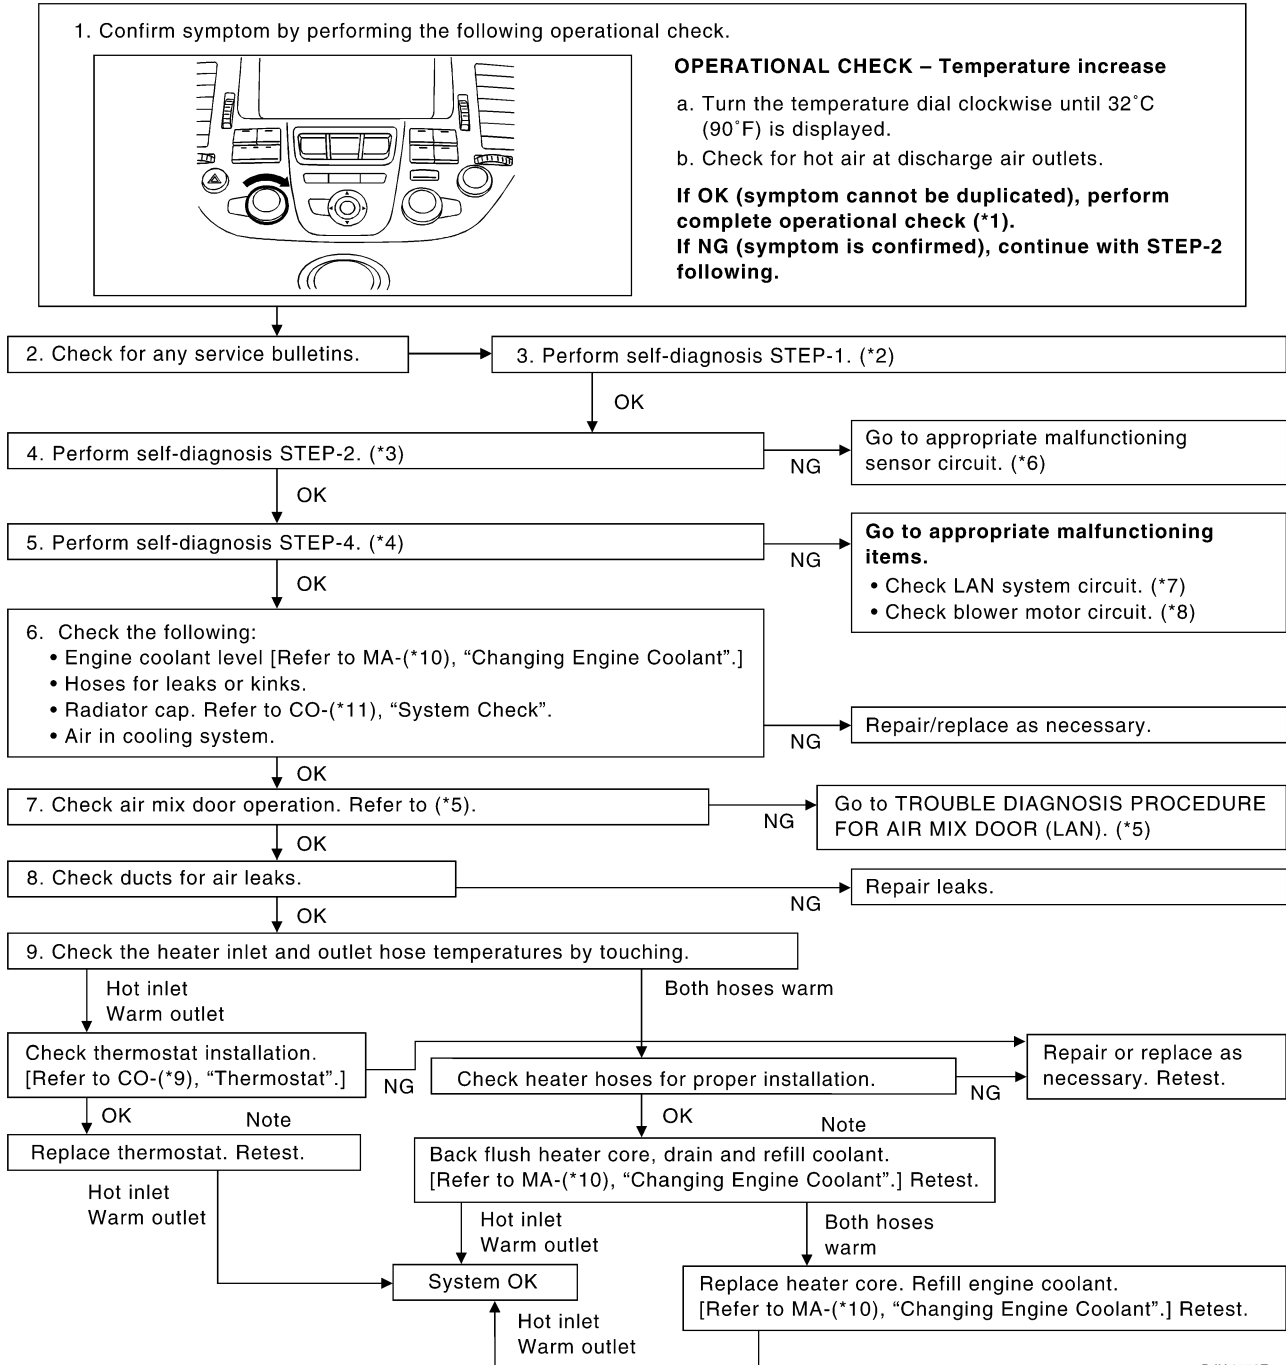 1. Confirm symptom by performing the following operational check.
OPERATIONAL CHECK – Temperature increase
a. Turn the temperature dial clockwise until 32˚C
(90˚F) is displayed.
b. Check for hot air at discharge air outlets.
If OK (symptom cannot be duplicated), perform
complete operational check (*1).
If NG (symptom is confirmed), continue with STEP-2
following.
2. Check for any service bulletins.
3. Perform self-diagnosis STEP-1. (*2)
OK
4. Perform self-diagnosis STEP-2. (*3)
NG
Go to appropriate malfunctioning
sensor circuit. (*6)
OK
5. Perform self-diagnosis STEP-4. (*4)
NG
Go to appropriate malfunctioning
items.
• Check LAN system circuit. (*7)
• Check blower motor circuit. (*8)
OK
6. Check the following:
• Engine coolant level [Refer to MA-(*10), “Changing Engine Coolant”.]
• Hoses for leaks or kinks.
• Radiator cap. Refer to CO-(*11), “System Check”.
• Air in cooling system.
NG
Repair/replace as necessary.
OK
7. Check air mix door operation. Refer to (*5).
NG
Go to TROUBLE DIAGNOSIS PROCEDURE
FOR AIR MIX DOOR (LAN). (*5)
OK
8. Check ducts for air leaks.
NG
Repair leaks.
OK
9. Check the heater inlet and outlet hose temperatures by touching.
Hot inlet
Warm outlet
Both hoses warm
Check thermostat installation.
[Refer to CO-(*9), “Thermostat”.]
NG
Check heater hoses for proper installation.
NG
Repair or replace as
necessary. Retest.
OK
Note
OK
Note
Replace thermostat. Retest.
Back flush heater core, drain and refill coolant.
[Refer to MA-(*10), “Changing Engine Coolant”.] Retest.
Hot inlet
Warm outlet
Hot inlet
Warm outlet
Both hoses
warm
System OK
Replace heater core. Refill engine coolant.
[Refer to MA-(*10), “Changing Engine Coolant”.] Retest.
Hot inlet
Warm outlet